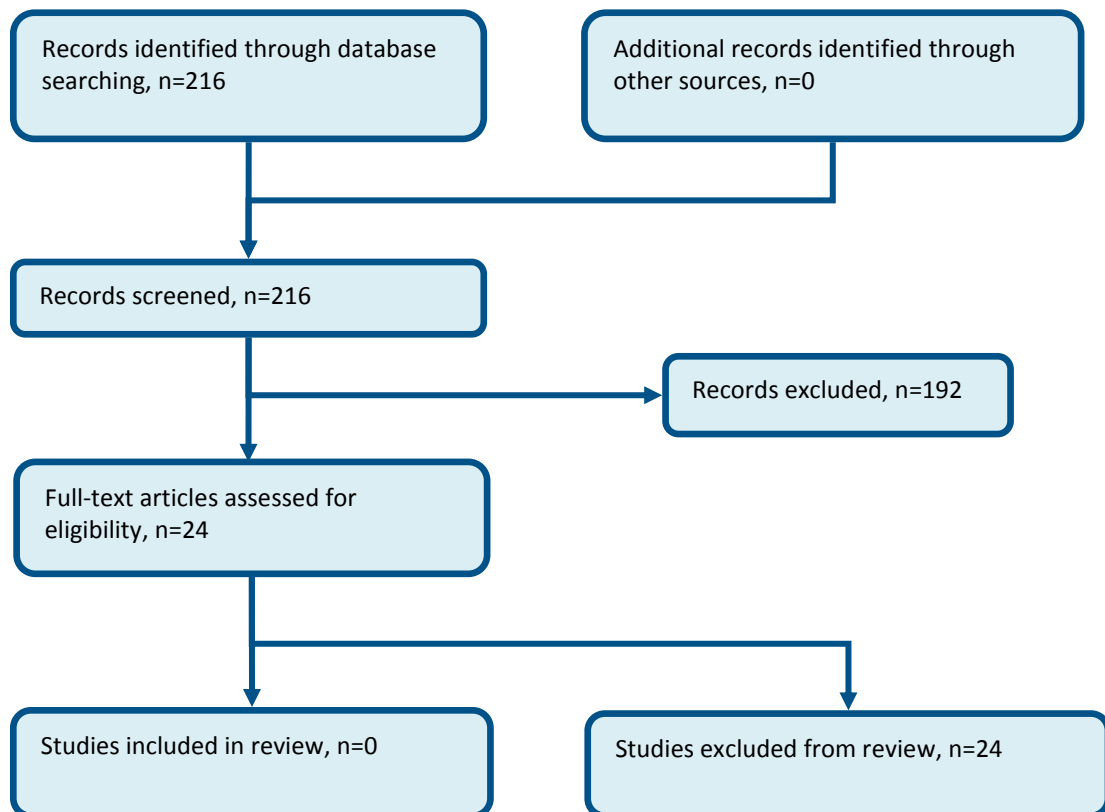 Records identified through database
searching, n=216
Additional records identified through
other sources, n=0
Records screened, n=216
Records excluded, n=192
Full-text articles assessed for
eligibility, n=24
Studies included in review, n=0
Studies excluded from review, n=24